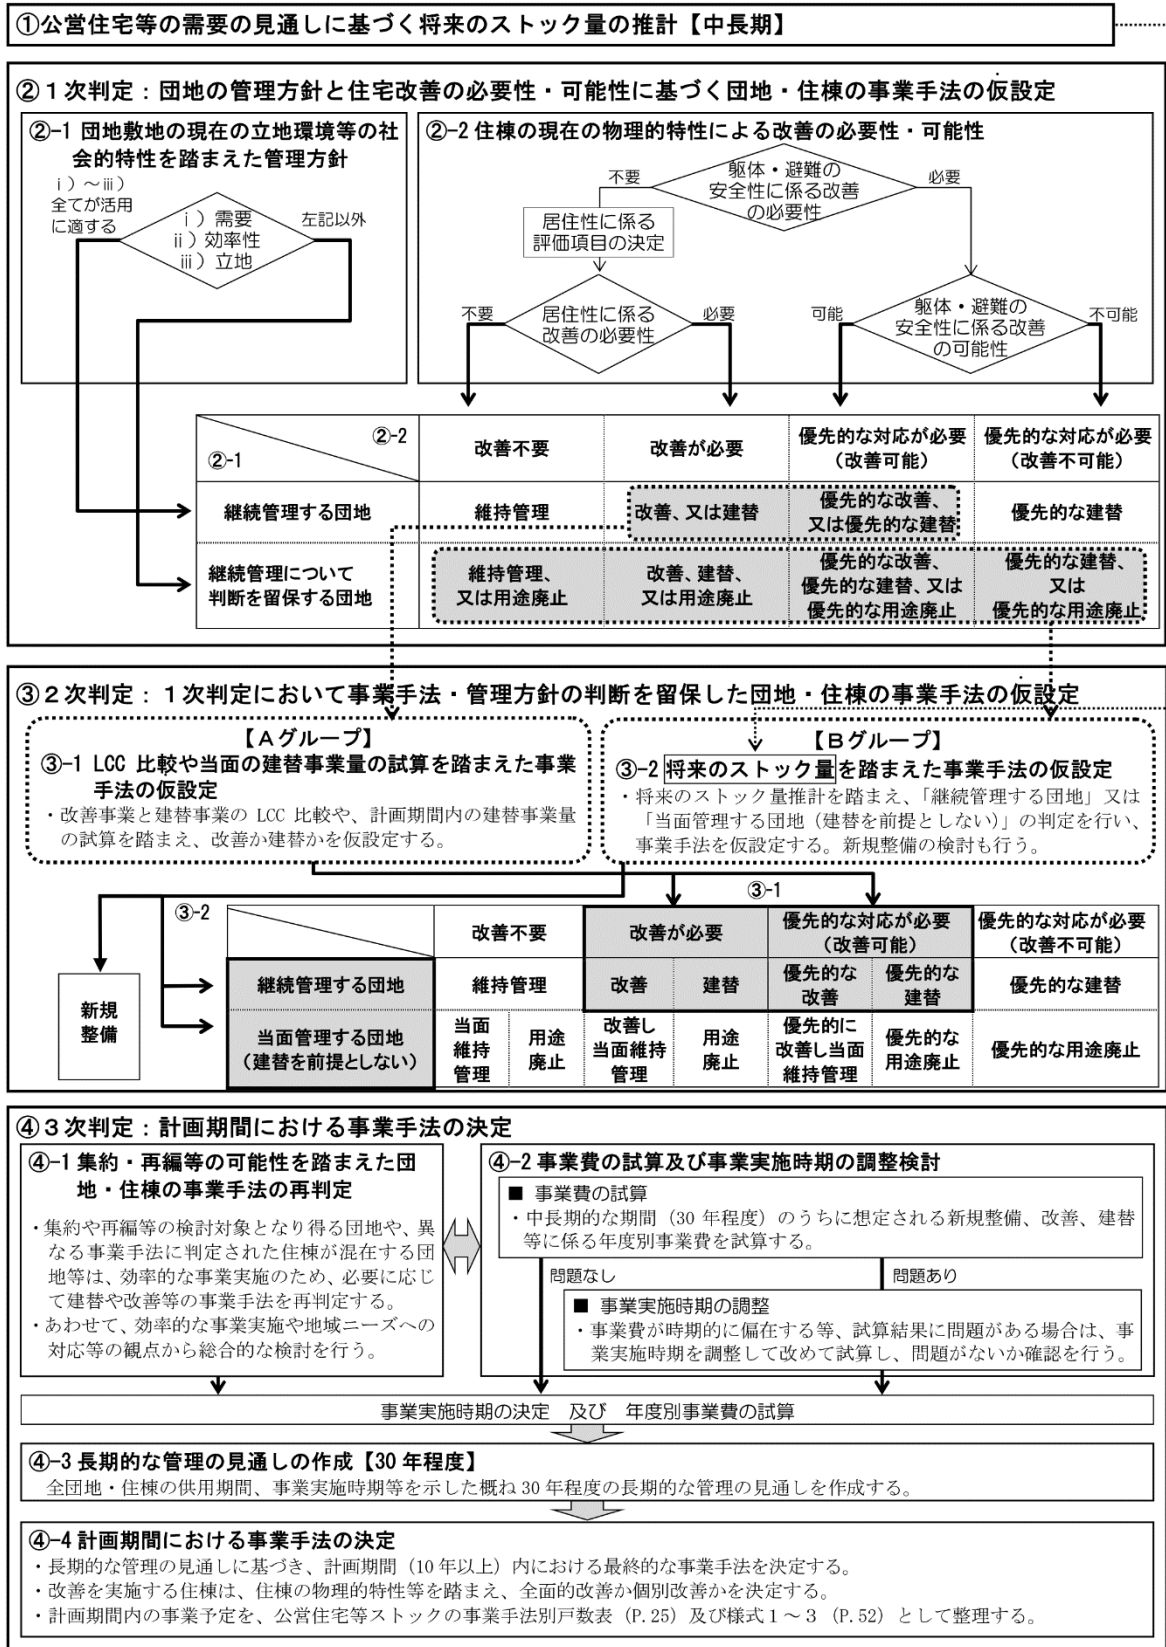 ①公営住宅等の需要の見通しに基づく将来のストック量の推計【中長期】
②１次判定：団地の管理方針と住宅改善の必要性・可能性に基づく団地・住棟の事業手法の仮設定
②-1 団地敷地の現在の立地環境等の社
会的特性を踏まえた管理方針
ⅰ）～ⅲ）
全てが活用
に適する
ⅰ）需要
ⅱ）効率性
ⅲ）立地
左記以外
②-2 住棟の現在の物理的特性による改善の必要性・可能性
不要
躯体・避難の
安全性に係る改善
の必要性
必要
居住性に係る
評価項目の決定
不要
居住性に係る
改善の必要性
必要
可能
躯体・避難の
安全性に係る改善
の可能性
不可能
②-2
②-1
改善不要
改善が必要
優先的な対応が必要
（改善可能）
優先的な対応が必要
（改善不可能）
継続管理する団地
維持管理
改善、又は建替
優先的な改善、
又は優先的な建替
優先的な建替
継続管理について
判断を留保する団地
維持管理、
又は用途廃止
改善、建替、
又は用途廃止
優先的な改善、
優先的な建替、又は
優先的な用途廃止
優先的な建替、
又は
優先的な用途廃止
③２次判定：１次判定において事業手法・管理方針の判断を留保した団地・住棟の事業手法の仮設定
【Ａグループ】
③-1 LCC 比較や当面の建替事業量の試算を踏まえた事業
手法の仮設定
・改善事業と建替事業の LCC 比較や、計画期間内の建替事業量
の試算を踏まえ、改善か建替かを仮設定する。
【Ｂグループ】
③-2 将来のストック量を踏まえた事業手法の仮設定
・将来のストック量推計を踏まえ、「継続管理する団地」又は
「当面管理する団地（建替を前提としない）」の判定を行い、
事業手法を仮設定する。新規整備の検討も行う。
③-1
③-2
改善不要
改善が必要
優先的な対応が必要
（改善可能）
優先的な対応が必要
（改善不可能）
新規
整備
継続管理する団地
維持管理
改善
建替
優先的な
改善
優先的な
建替
優先的な建替
当面管理する団地
（建替を前提としない）
当面
維持
管理
用途
廃止
改善し
当面維持
管理
用途
廃止
優先的に
改善し当面
維持管理
優先的な
用途廃止
優先的な用途廃止
④３次判定：計画期間における事業手法の決定
④-1 集約・再編等の可能性を踏まえた団
地・住棟の事業手法の再判定
・集約や再編等の検討対象となり得る団地や、異
なる事業手法に判定された住棟が混在する団
地等は、効率的な事業実施のため、必要に応じ
て建替や改善等の事業手法を再判定する。
・あわせて、効率的な事業実施や地域ニーズへの
対応等の観点から総合的な検討を行う。
④-2 事業費の試算及び事業実施時期の調整検討
■ 事業費の試算
・中長期的な期間（30 年程度）のうちに想定される新規整備、改善、建替
等に係る年度別事業費を試算する。
問題なし
問題あり
■ 事業実施時期の調整
・事業費が時期的に偏在する等、試算結果に問題がある場合は、事
業実施時期を調整して改めて試算し、問題がないか確認を行う。
事業実施時期の決定　及び　年度別事業費の試算
④-3 長期的な管理の見通しの作成【30 年程度】
全団地・住棟の供用期間、事業実施時期等を示した概ね 30 年程度の長期的な管理の見通しを作成する。
④-4 計画期間における事業手法の決定
・長期的な管理の見通しに基づき、計画期間（10 年以上）内における最終的な事業手法を決定する。
・改善を実施する住棟は、住棟の物理的特性等を踏まえ、全面的改善か個別改善かを決定する。
・計画期間内の事業予定を、公営住宅等ストックの事業手法別戸数表（P.25）及び様式１～３（P.52）として整理する。